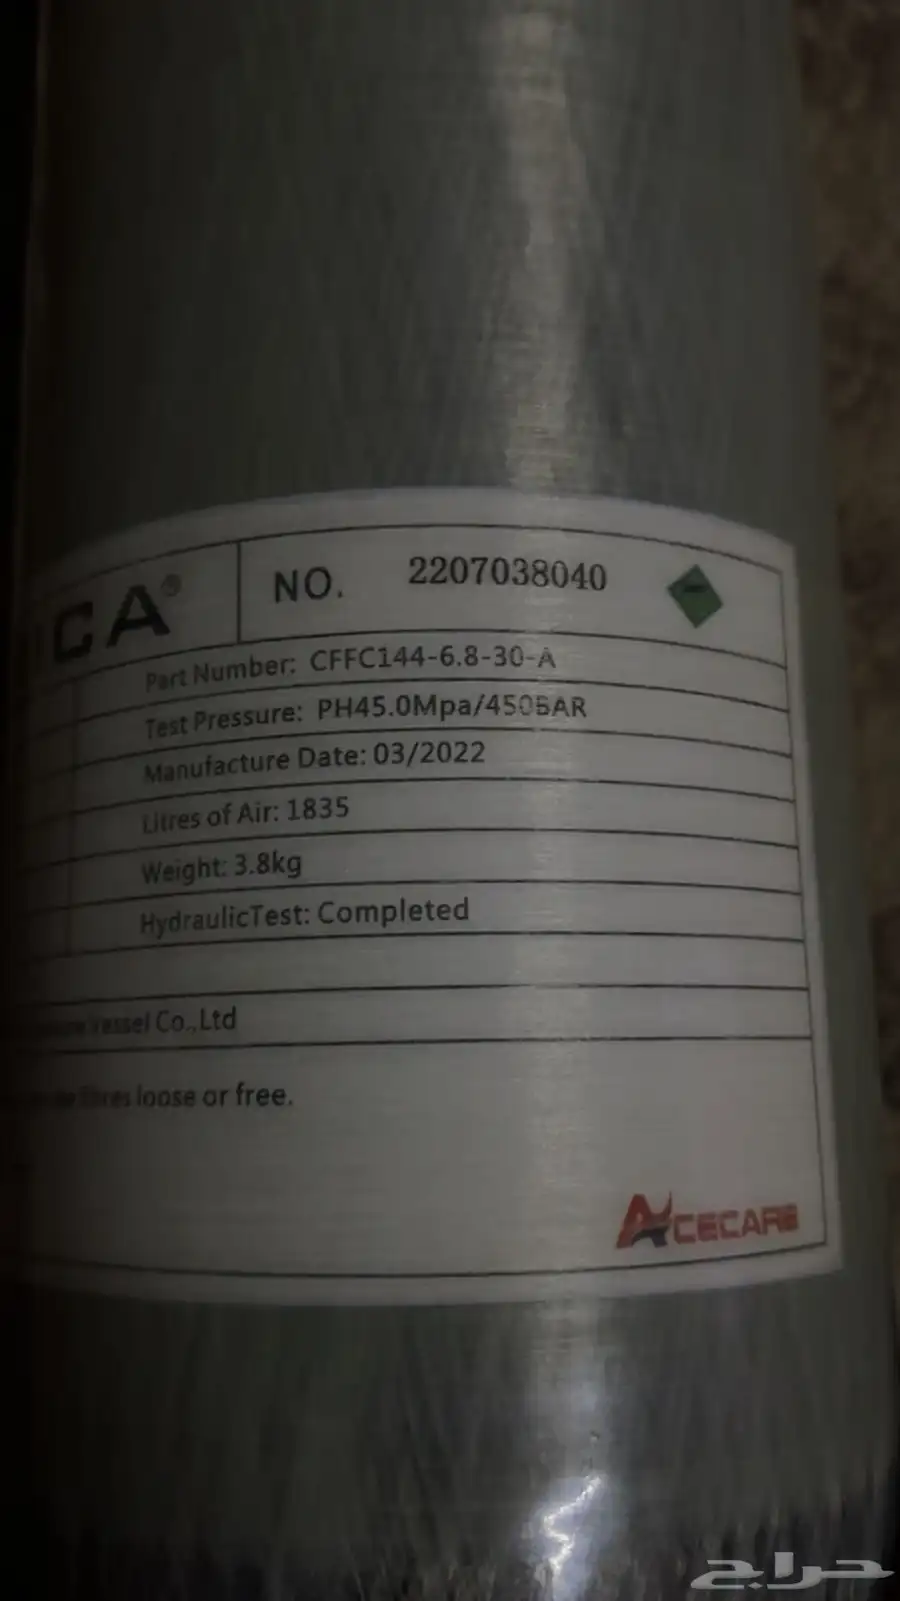 CA® NO. 2207038040
Part Number: CFFC144-6.8-30-A
Test Pressure: PH45.0Mpa/450BAR
Manufacture Date: 03/2022
Litres of Air: 1835
Weight: 3.8kg
HydraulicTest: Completed
Vessel Co.,Ltd
loose or free.
ACECARE
حراج